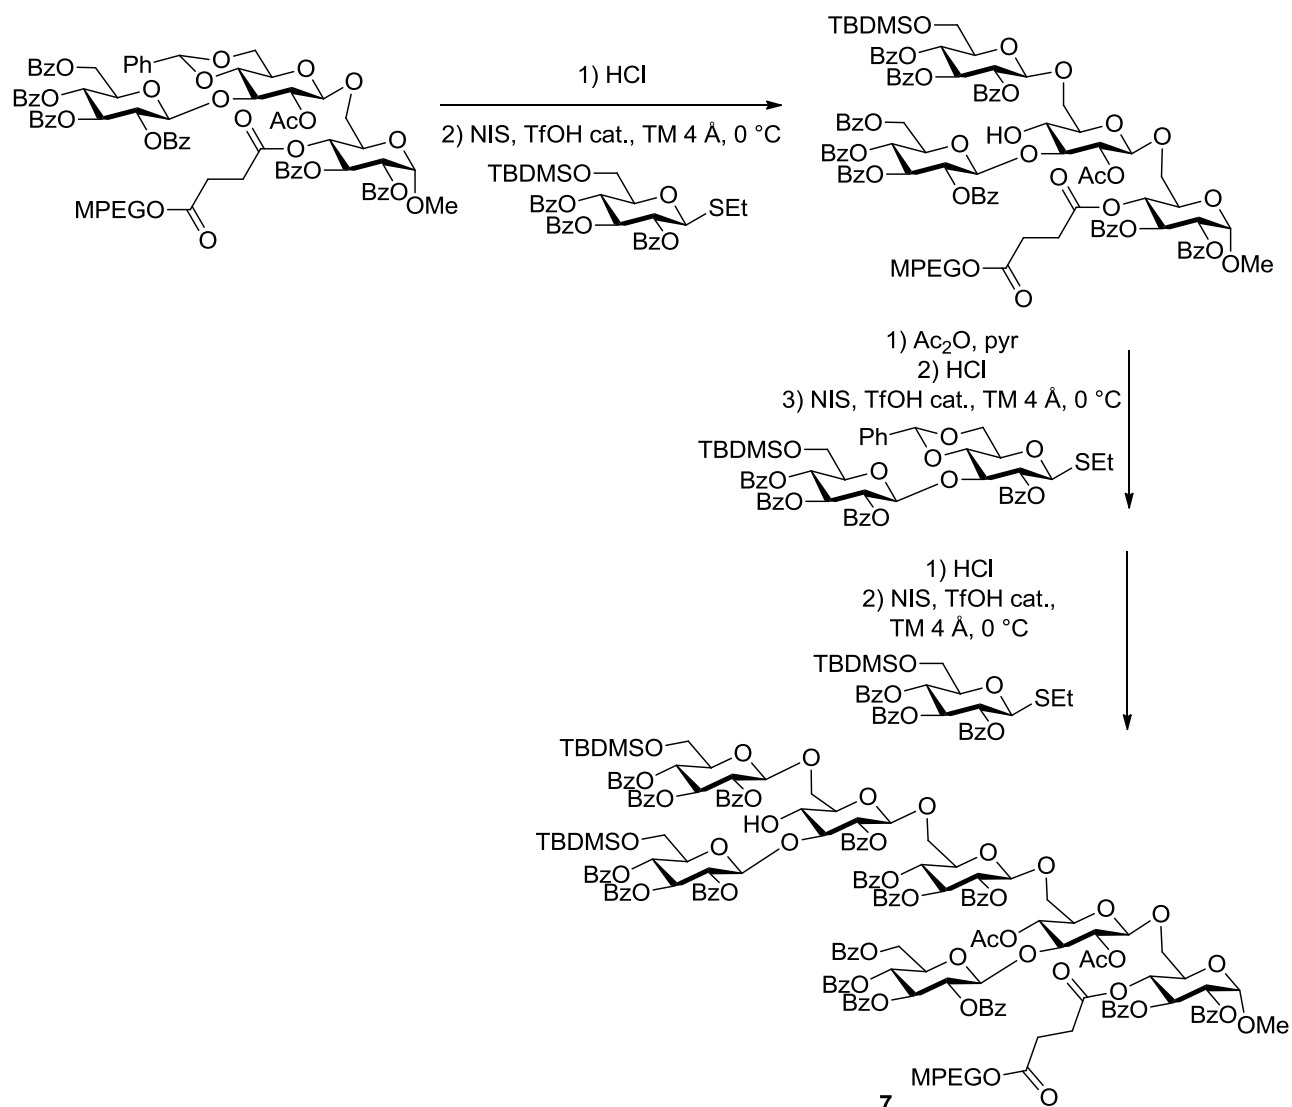 BzO
BzO
BzO
OBz
Ph
O
O
O
O
O
AcO
O
O
O
BzO
BzO
OMe
MPEGO
O
1) HCl
2) NIS, TfOH cat., TM 4 Å, 0 °C
TBDMSO
BzO
BzO
BzO
O
SEt
TBDMSO
BzO
BzO
BzO
O
O
BzO
BzO
BzO
OBz
O
HO
O
O
AcO
O
O
O
O
BzO
BzO
OMe
MPEGO
O
1) Ac₂O, pyr
2) HCl
3) NIS, TfOH cat., TM 4 Å, 0 °C
TBDMSO
BzO
BzO
BzO
O
Ph
O
O
O
O
SEt
BzO
1) HCl
2) NIS, TfOH cat.,
TM 4 Å, 0 °C
TBDMSO
BzO
BzO
BzO
O
SEt
TBDMSO
BzO
BzO
BzO
O
O
HO
O
O
BzO
TBDMSO
BzO
BzO
BzO
O
O
BzO
BzO
BzO
O
O
AcO
AcO
O
O
BzO
BzO
BzO
OBz
O
O
O
O
O
BzO
BzO
OMe
MPEGO
O
7